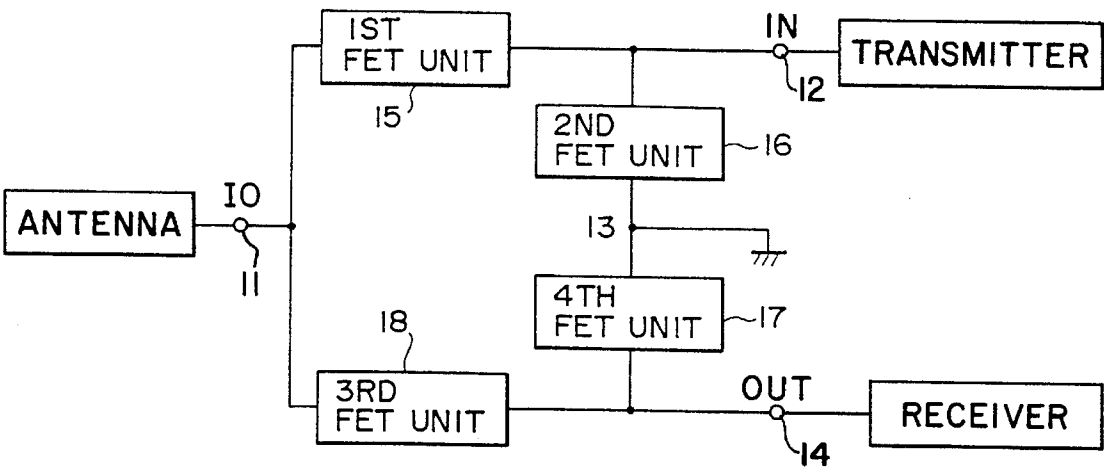 1ST
FET UNIT
15
IN
12
TRANSMITTER
2ND
FET UNIT
16
ANTENNA
IO
11
13
4TH
FET UNIT
17
18
3RD
FET UNIT
OUT
14
RECEIVER